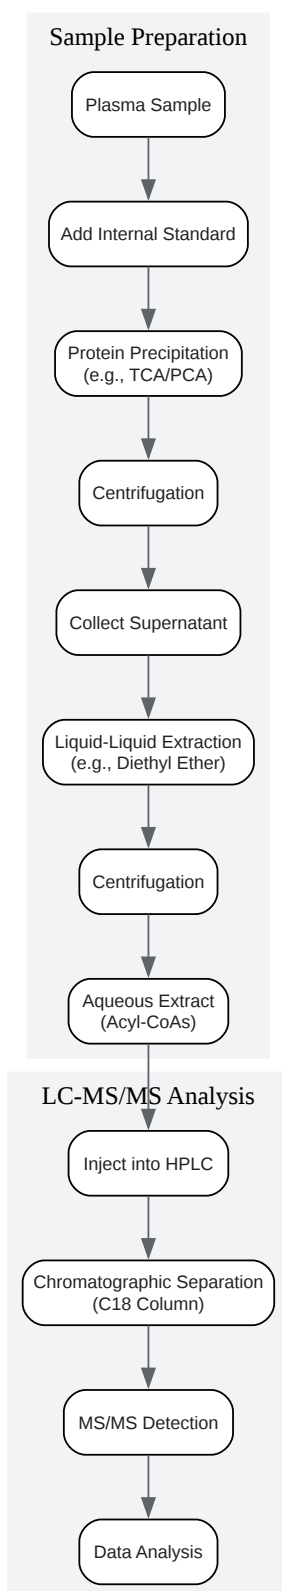 Sample Preparation
Plasma Sample
Add Internal Standard
Protein Precipitation
(e.g., TCA/PCA)
Centrifugation
Collect Supernatant
Liquid-Liquid Extraction
(e.g., Diethyl Ether)
Centrifugation
Aqueous Extract
(Acyl-CoAs)
LC-MS/MS Analysis
Inject into HPLC
Chromatographic Separation
(C18 Column)
MS/MS Detection
Data Analysis